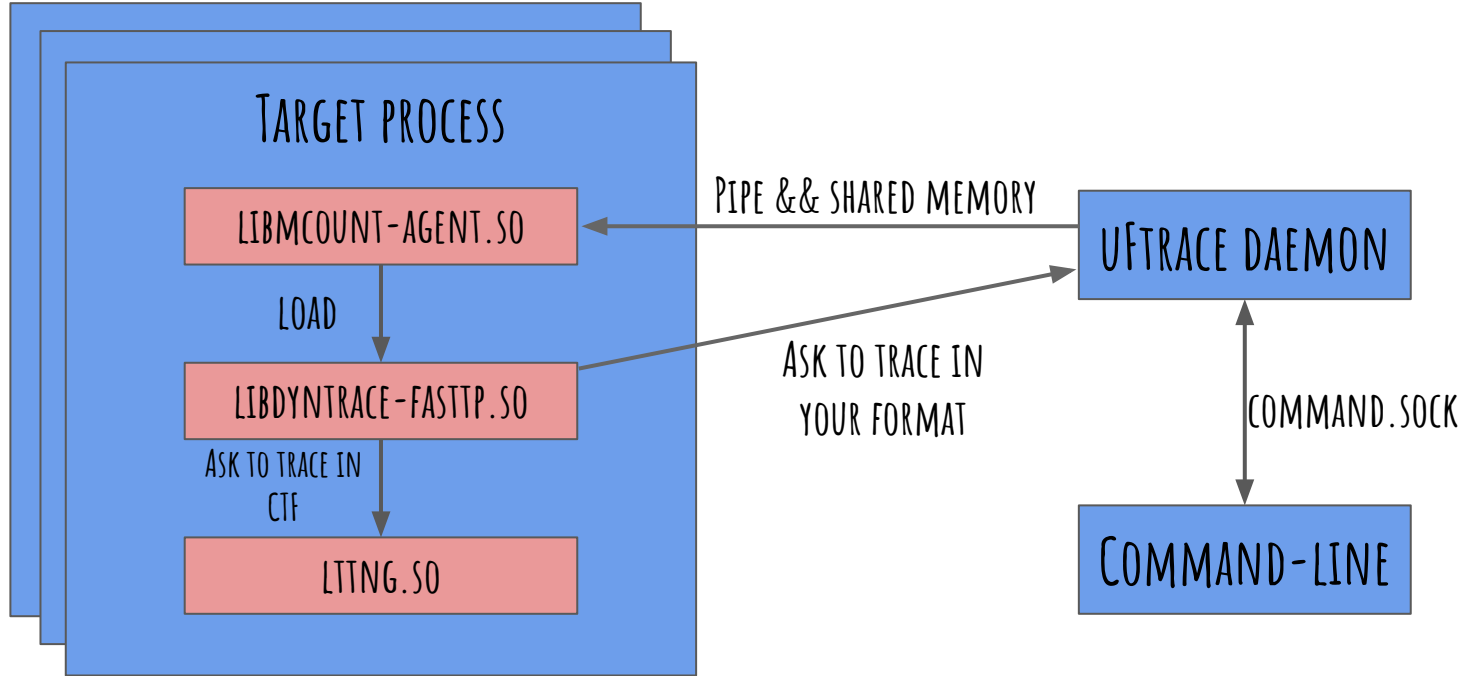 Target process
libmcount-agent.so
Pipe && shared memory
uFtrace daemon
load
libdyntrace-fasttp.so
Ask to trace in
your format
command.sock
Ask to trace in
CTF
lttng.so
Command-line